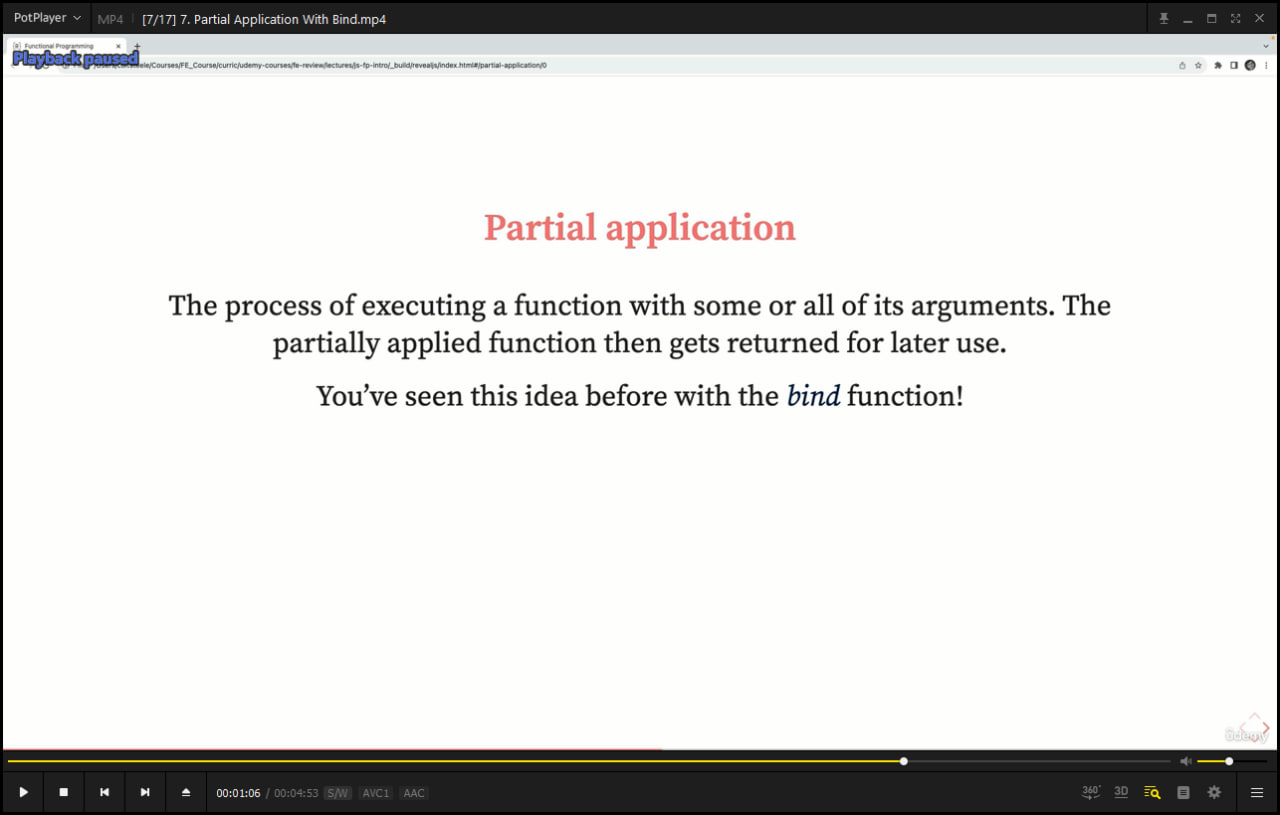 PotPlayer MP4 [7/17] 7. Partial Application With Bind.mp4
Functional Programming
Playback paused
/Courses/FE_Course/curric/udemy-courses/fe-review/lectures/js-fp-intro/_build/revealjs/index.html#/partial-application/0
Partial application
The process of executing a function with some or all of its arguments. The
partially applied function then gets returned for later use.
You’ve seen this idea before with the bind function!
ûdemy
00:01:06 / 00:04:53 S/W AVC1 AAC 360° 3D